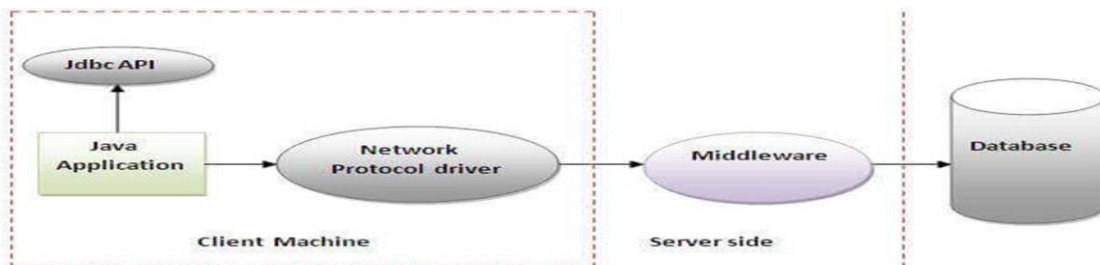 Jdbc API
Java
Application
Network
Protocol driver
Middleware
Database
Client Machine
Server side